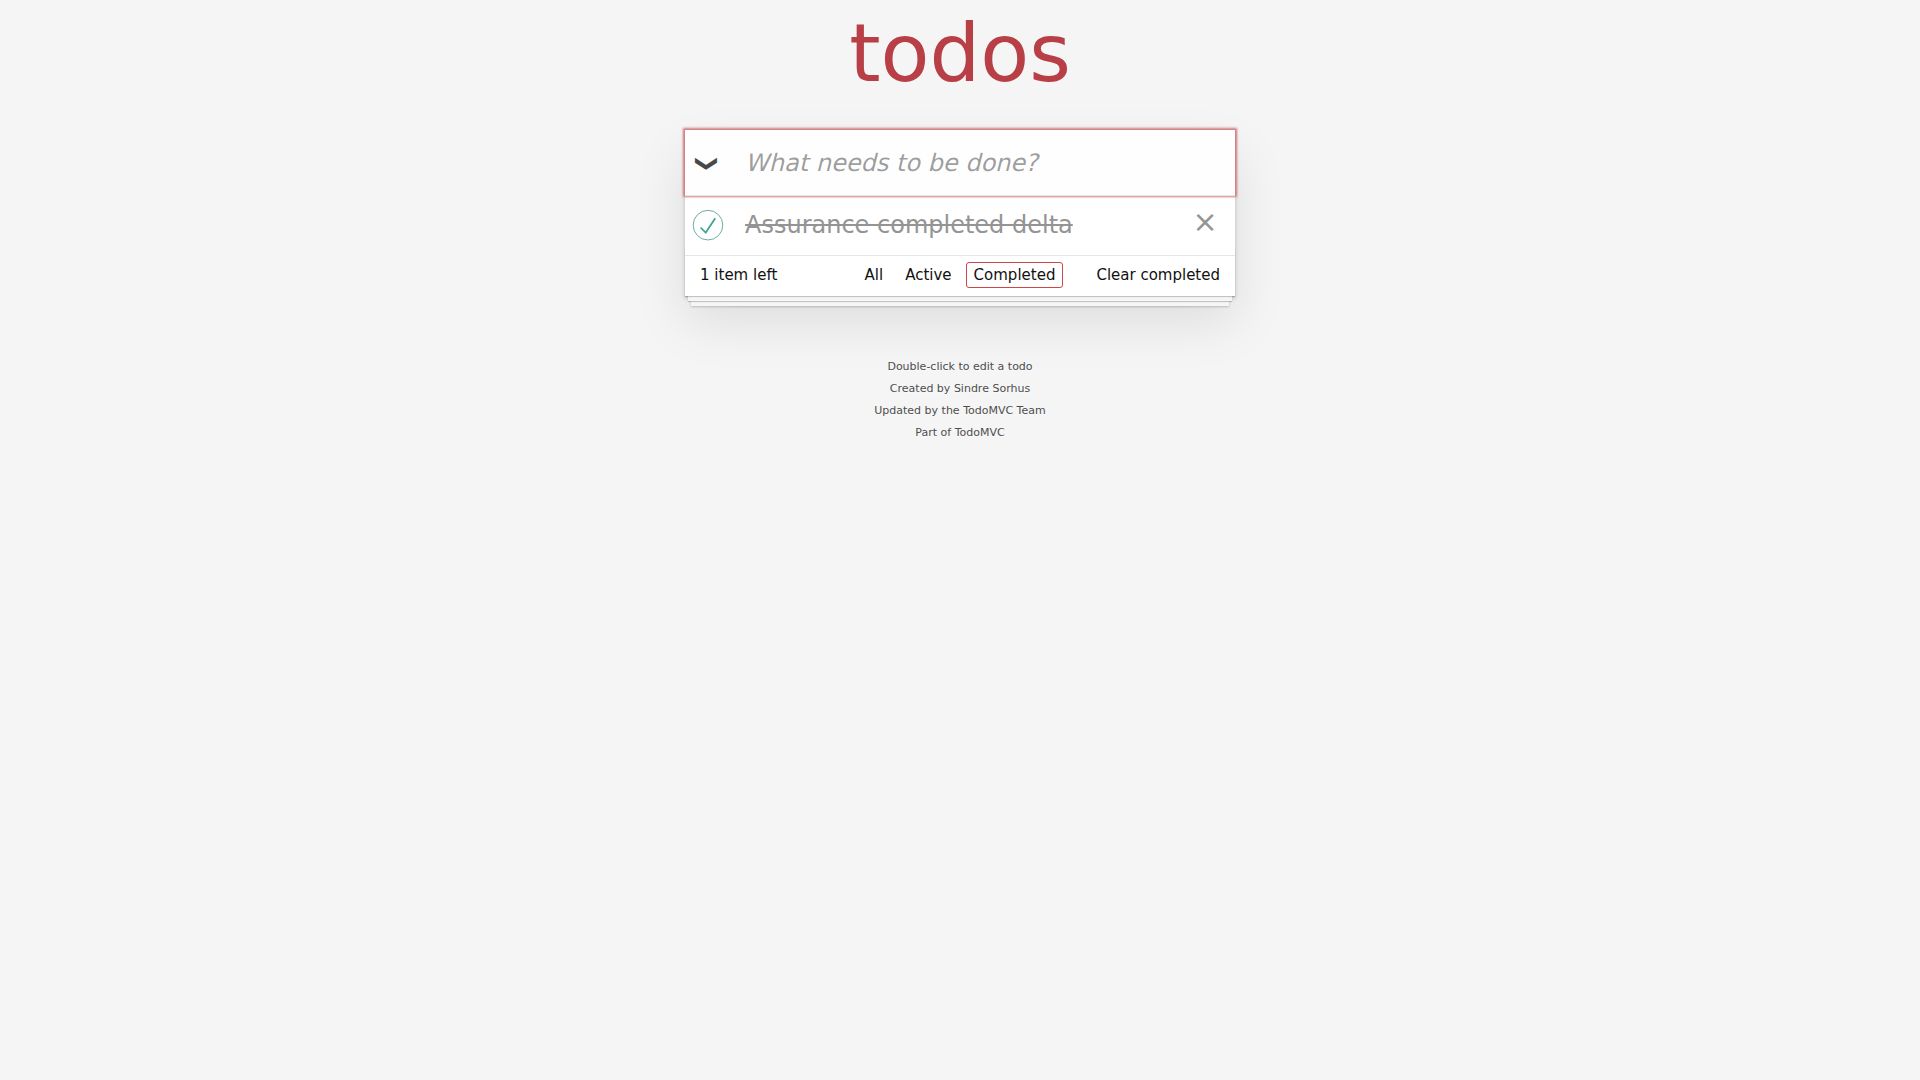 todos
What needs to be done?
Assurance completed delta
1 item left All Active Completed Clear completed
Double-click to edit a todo
Created by Sindre Sorhus
Updated by the TodoMVC Team
Part of TodoMVC